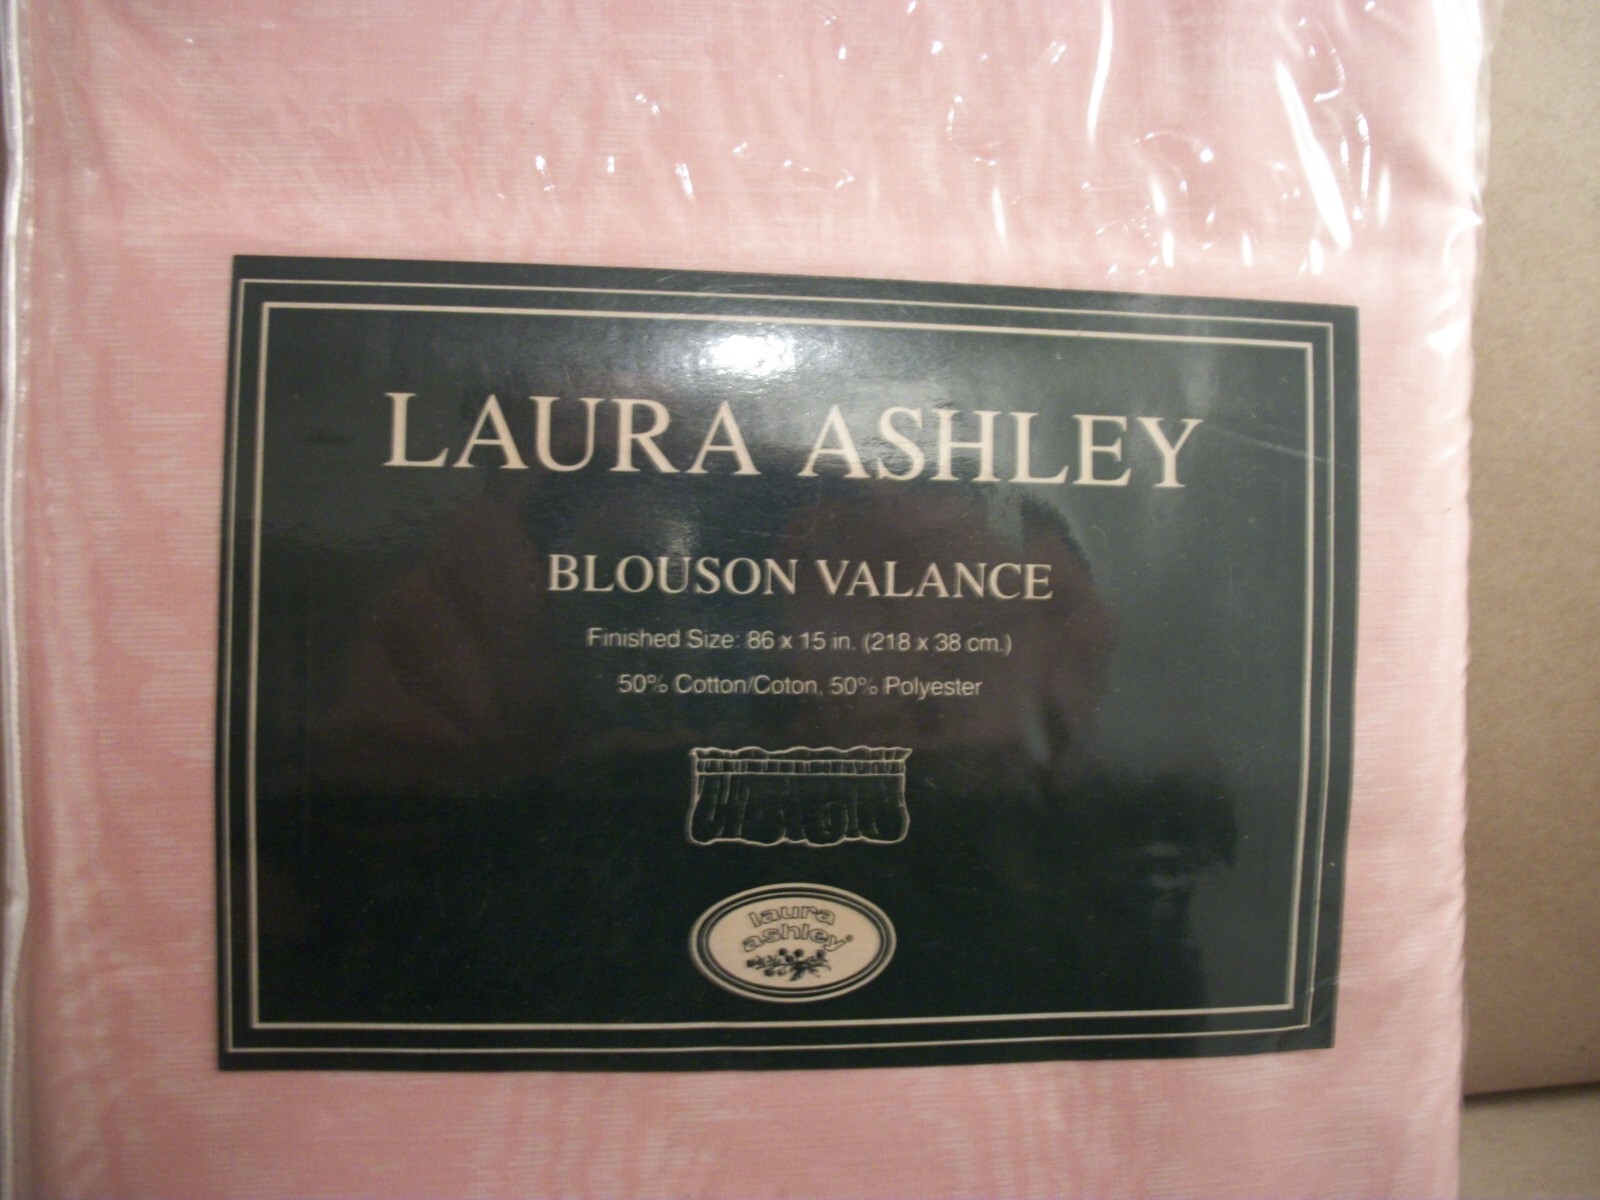 LAURA ASHLEY
BLOUSON VALANCE
Finished Size: 86 x 15 in. (218 x 38 cm.)
50% Cotton/Coton, 50% Polyester
laura
ashley®